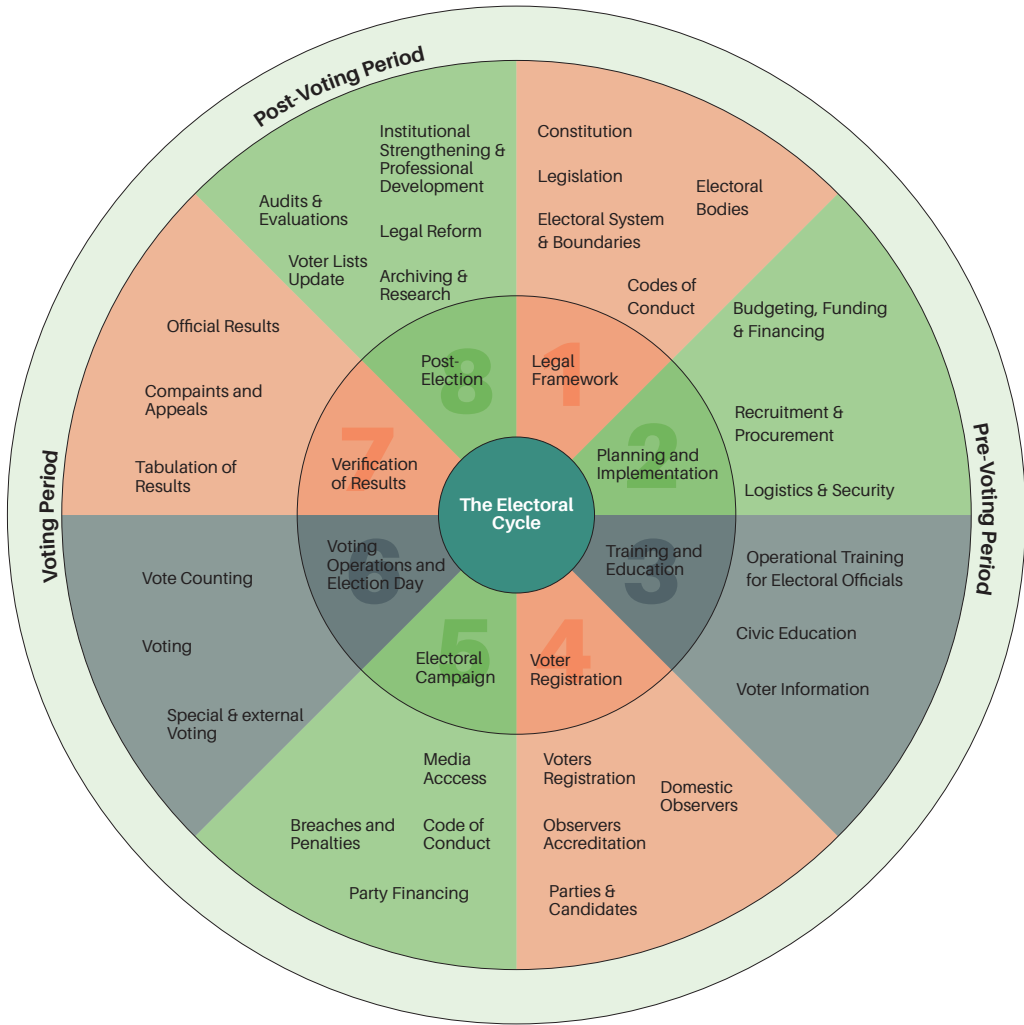 Post-Voting Period
Pre-Voting Period
Voting Period
The Electoral
Cycle
1
Legal
Framework
Constitution
Legislation
Electoral System
& Boundaries
Electoral
Bodies
Codes of
Conduct
2
Planning and
Implementation
Budgeting, Funding
& Financing
Recruitment &
Procurement
Logistics & Security
3
Training and
Education
Operational Training
for Electoral Officials
Civic Education
Voter Information
4
Voter
Registration
Voters
Registration
Domestic
Observers
Observers
Accreditation
Parties &
Candidates
5
Electoral
Campaign
Media
Acccess
Breaches and
Penalties
Code of
Conduct
Party Financing
6
Voting
Operations and
Election Day
Vote Counting
Voting
Special & external
Voting
7
Verification
of Results
Official Results
Compaints and
Appeals
Tabulation of
Results
8
Post-
Election
Institutional
Strengthening &
Professional
Development
Audits &
Evaluations
Legal Reform
Voter Lists
Update
Archiving &
Research